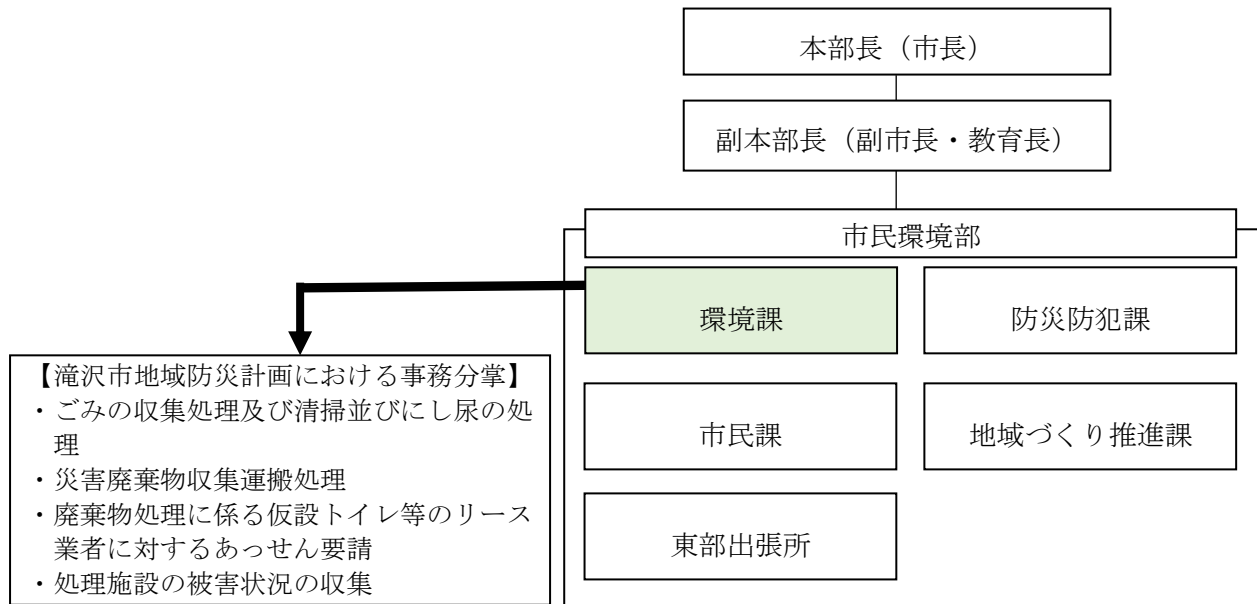 本部長（市長）
副本部長（副市長・教育長）
市民環境部
環境課
防災防犯課
市民課
地域づくり推進課
東部出張所
【滝沢市地域防災計画における事務分掌】
・ごみの収集処理及び清掃並びにし尿の処
理
・災害廃棄物収集運搬処理
・廃棄物処理に係る仮設トイレ等のリース
業者に対するあっせん要請
・処理施設の被害状況の収集